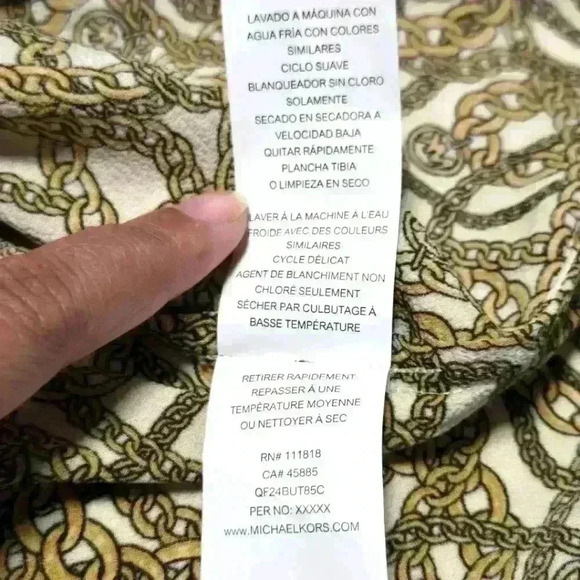 LAVADO A MÁQUINA CON
AGUA FRÍA CON COLORES
SIMILARES
CICLO SUAVE
BLANQUEADOR SIN CLORO
SOLAMENTE
SECADO EN SECADORA A
VELOCIDAD BAJA
QUITAR RÁPIDAMENTE
PLANCHA TIBIA
O LIMPIEZA EN SECO
LAVER À LA MACHINE À L'EAU
FROIDE AVEC DES COULEURS
SIMILAIRES
CYCLE DÉLICAT
AGENT DE BLANCHIMENT NON
CHLORÉ SEULEMENT
SÉCHER PAR CULBUTAGE À
BASSE TEMPÉRATURE
RETIRER RAPIDEMENT
REPASSER À UNE
TEMPÉRATURE MOYENNE
OU NETTOYER À SEC
RN# 111818
CA# 45885
QF24BUT85C
PER NO: XXXXX
WWW.MICHAELKORS.COM